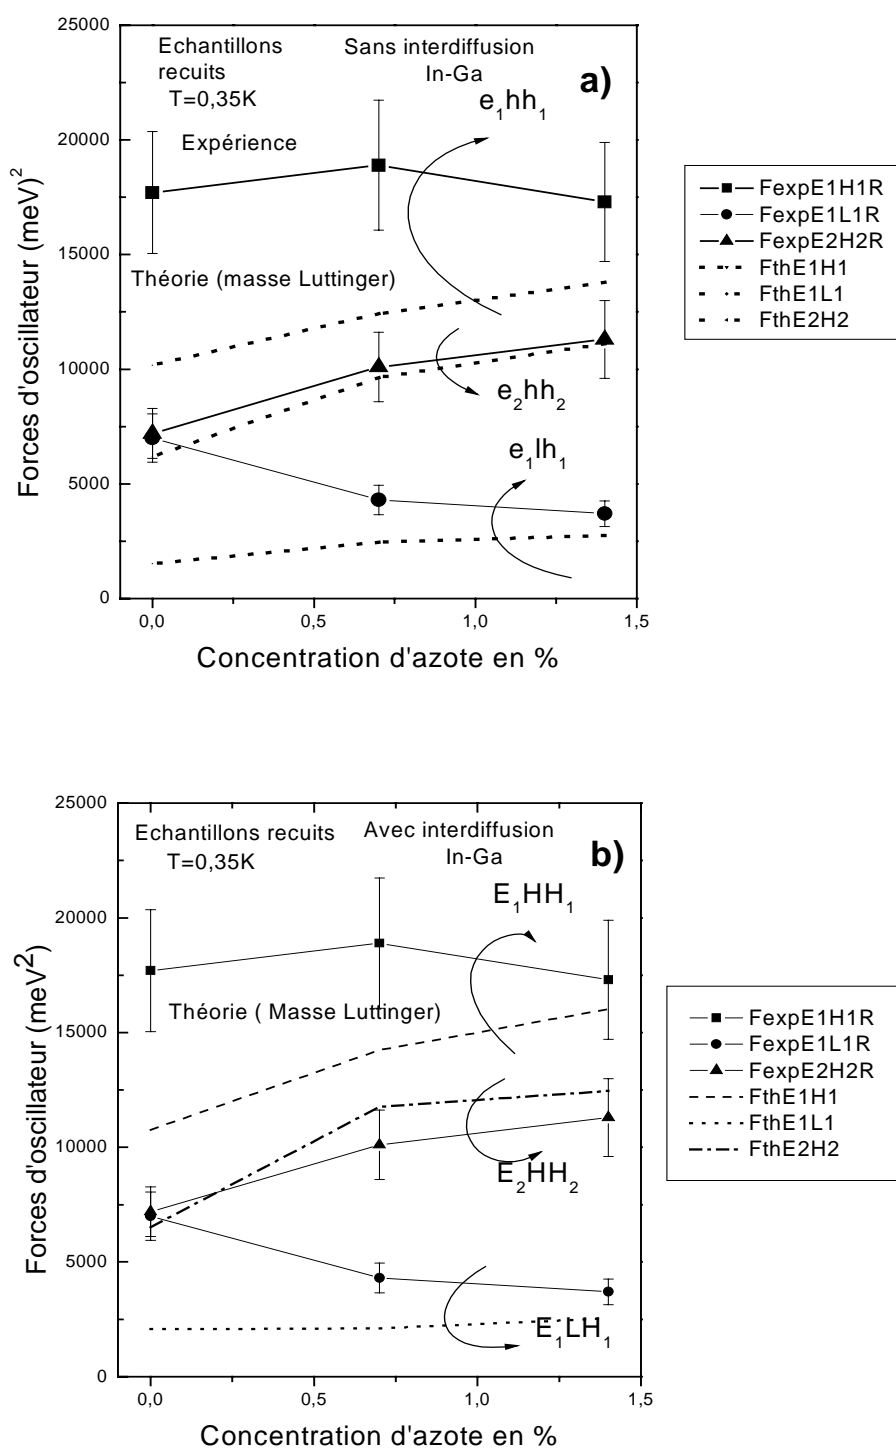 25000
20000
15000
10000
5000
0
Forces d'oscillateur (meV)²
Echantillons
recuits
T=0,35K
Sans interdiffusion
In-Ga
a)
e₁hh₁
Expérience
Théorie (masse Luttinger)
e₂hh₂
e₁lh₁
0,0
0,5
1,0
1,5
Concentration d'azote en %
FexpE1H1R
FexpE1L1R
FexpE2H2R
FthE1H1
FthE1L1
FthE2H2
25000
20000
15000
10000
5000
0
Forces d'oscillateur (meV²)
Echantillons recuits
T=0,35K
Avec interdiffusion
In-Ga
b)
E₁HH₁
Théorie ( Masse Luttinger)
E₂HH₂
E₁LH₁
0,0
0,5
1,0
1,5
Concentration d'azote en %
FexpE1H1R
FexpE1L1R
FexpE2H2R
FthE1H1
FthE1L1
FthE2H2